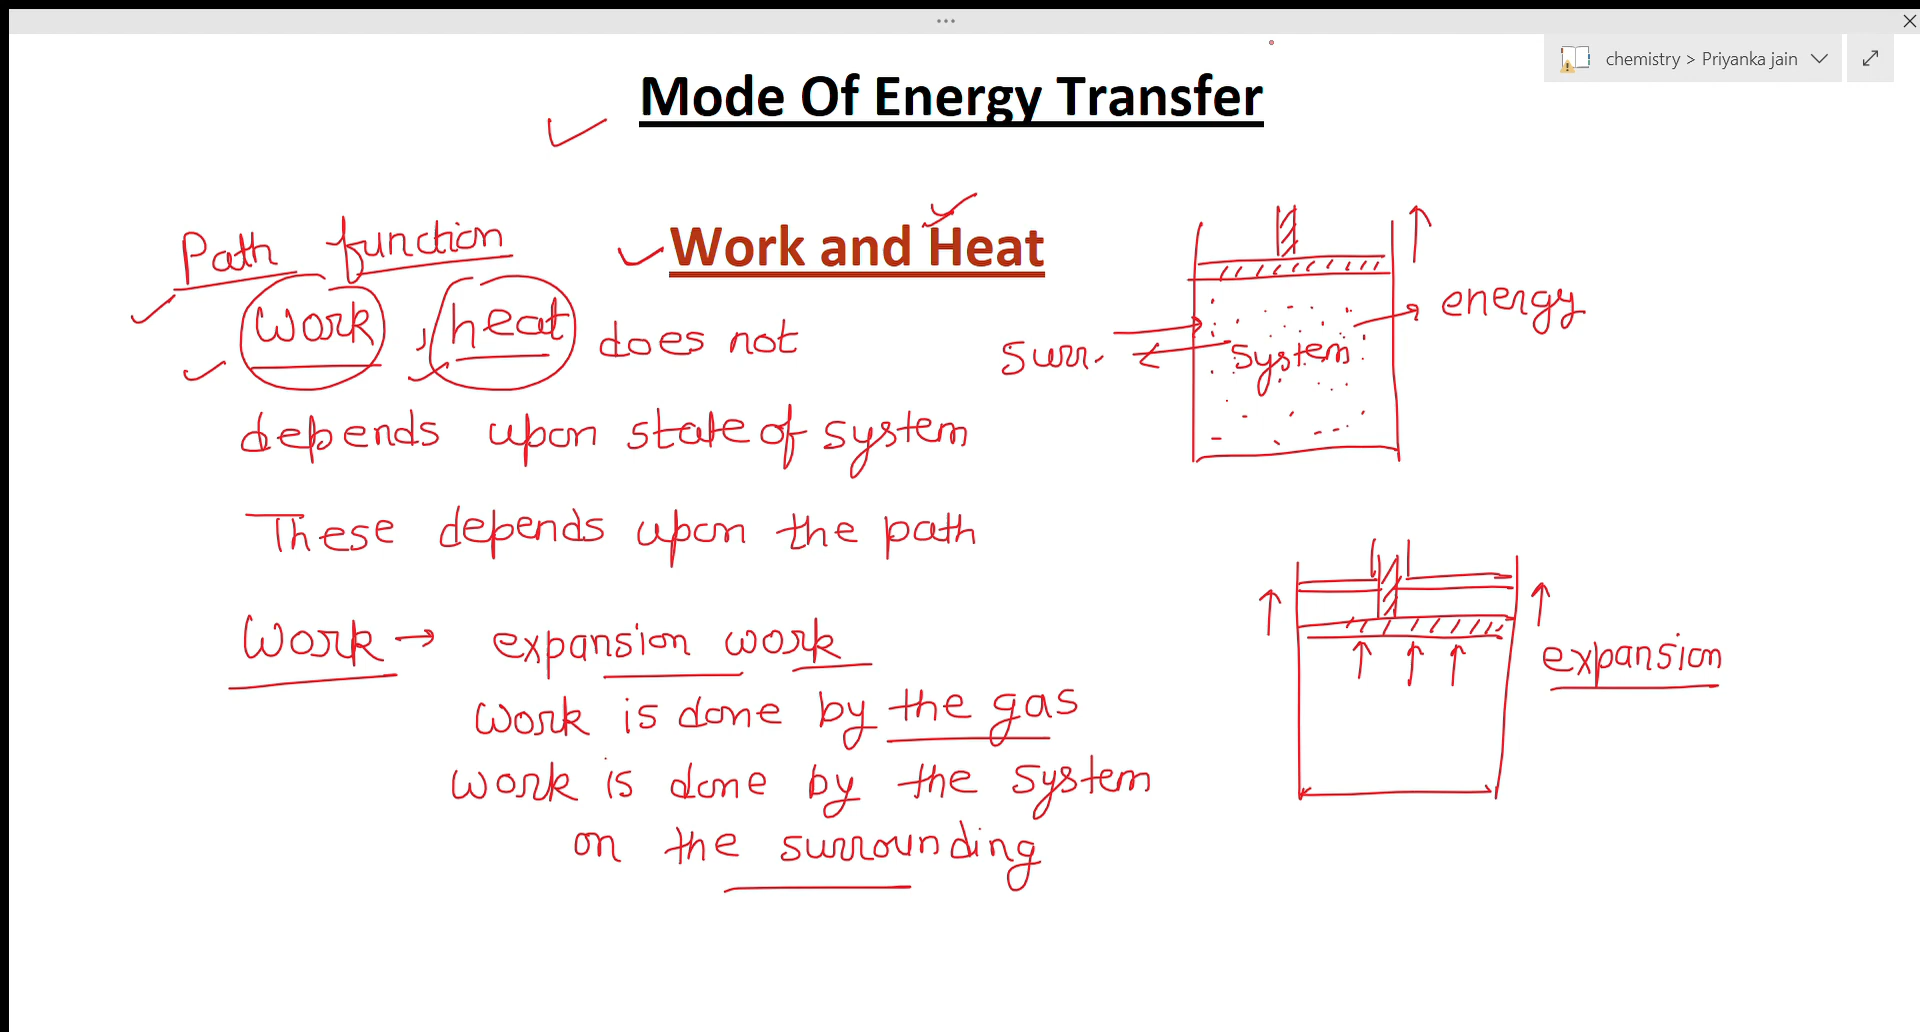 chemistry > Priyanka jain
Mode Of Energy Transfer
Work and Heat
Path function
work, heat does not
depends upon state of system
These depends upon the path
Work → expansion work
work is done by the gas
work is done by the system
on the surrounding
energy
surr.
system
expansion